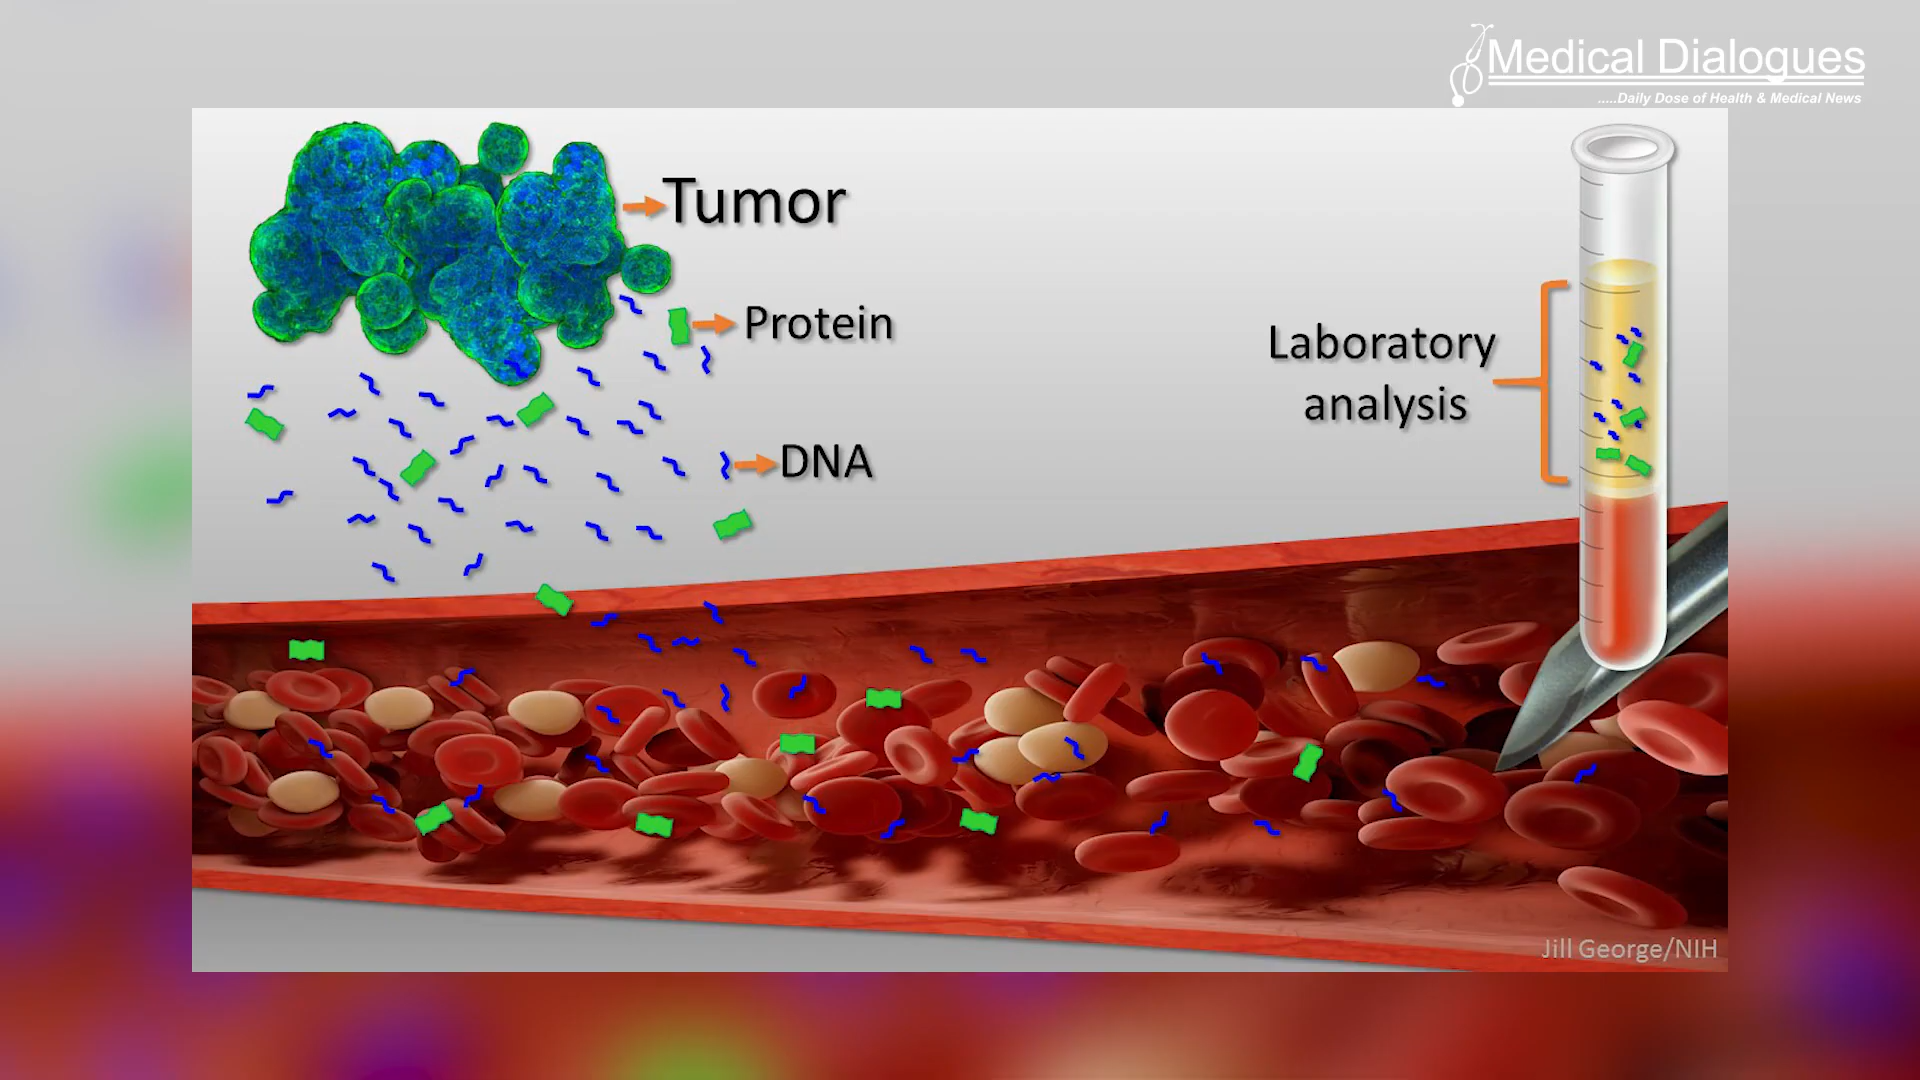 Medical Dialogues
.....Daily Dose of Health & Medical News
Tumor
Protein
Laboratory
analysis
DNA
Jill George/NIH